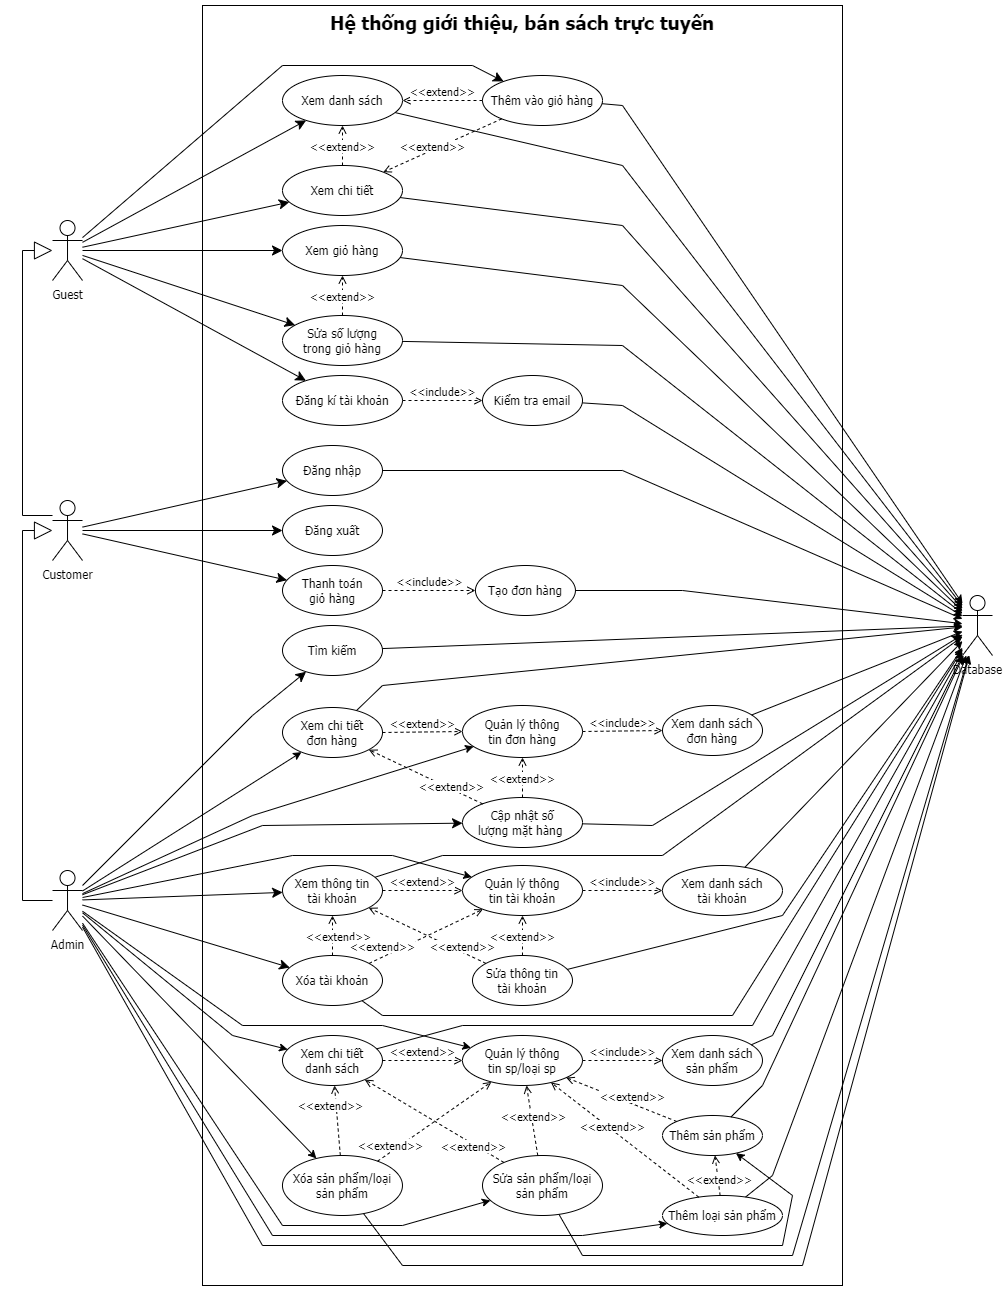 Hệ thống giới thiệu, bán sách trực tuyến
Xem danh sách
<<extend>>
Thêm vào giỏ hàng
<<extend>>
<<extend>>
Xem chi tiết
Xem giỏ hàng
Guest
<<extend>>
Sửa số lượng
trong giỏ hàng
Đăng kí tài khoản
<<include>>
Kiểm tra email
Đăng nhập
Đăng xuất
Customer
Thanh toán
giỏ hàng
<<include>>
Tạo đơn hàng
Tìm kiếm
Database
Xem chi tiết
đơn hàng
<<extend>>
Quản lý thông
tin đơn hàng
<<include>>
Xem danh sách
đơn hàng
<<extend>>
<<extend>>
Cập nhật số
lượng mặt hàng
Xem thông tin
tài khoản
<<extend>>
Quản lý thông
tin tài khoản
<<include>>
Xem danh sách
tài khoản
Admin
<<extend>>
<<extend>>
<<extend>>
<<extend>>
Xóa tài khoản
Sửa thông tin
tài khoản
Xem chi tiết
danh sách
<<extend>>
Quản lý thông
tin sp/loại sp
<<include>>
Xem danh sách
sản phẩm
<<extend>>
<<extend>>
<<extend>>
<<extend>>
<<extend>>
<<extend>>
Thêm sản phẩm
Xóa sản phẩm/loại
sản phẩm
Sửa sản phẩm/loại
sản phẩm
<<extend>>
Thêm loại sản phẩm